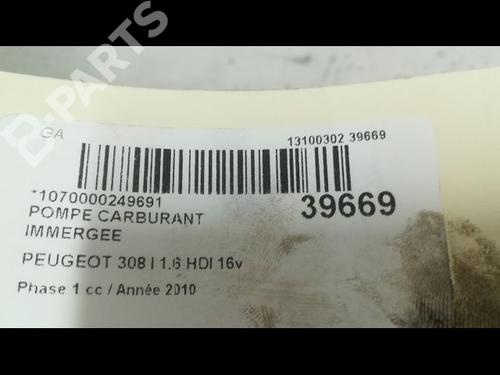 B-PARTS
GA
13100302 39669
*1070000249691
39669
POMPE CARBURANT
IMMERGEE
PEUGEOT 308 I 1.6 HDI 16v
Phase 1 cc / Année 2010